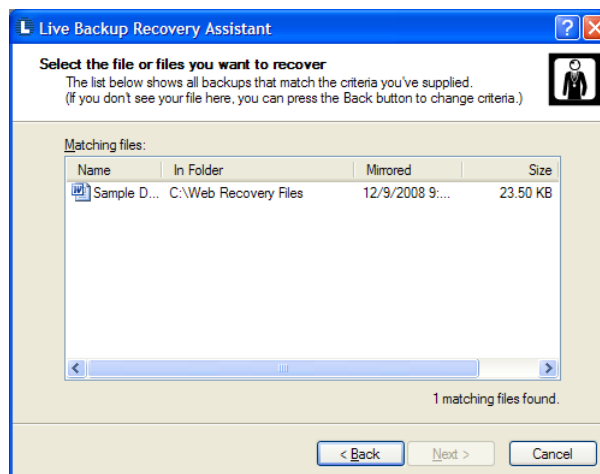 Live Backup Recovery Assistant
Select the file or files you want to recover
The list below shows all backups that match the criteria you've supplied.
(If you don't see your file here, you can press the Back button to change criteria.)
Matching files:
Name In Folder Mirrored Size
Sample D... C:\Web Recovery Files 12/9/2008 9:... 23.50 KB
1 matching files found.
< Back Next > Cancel